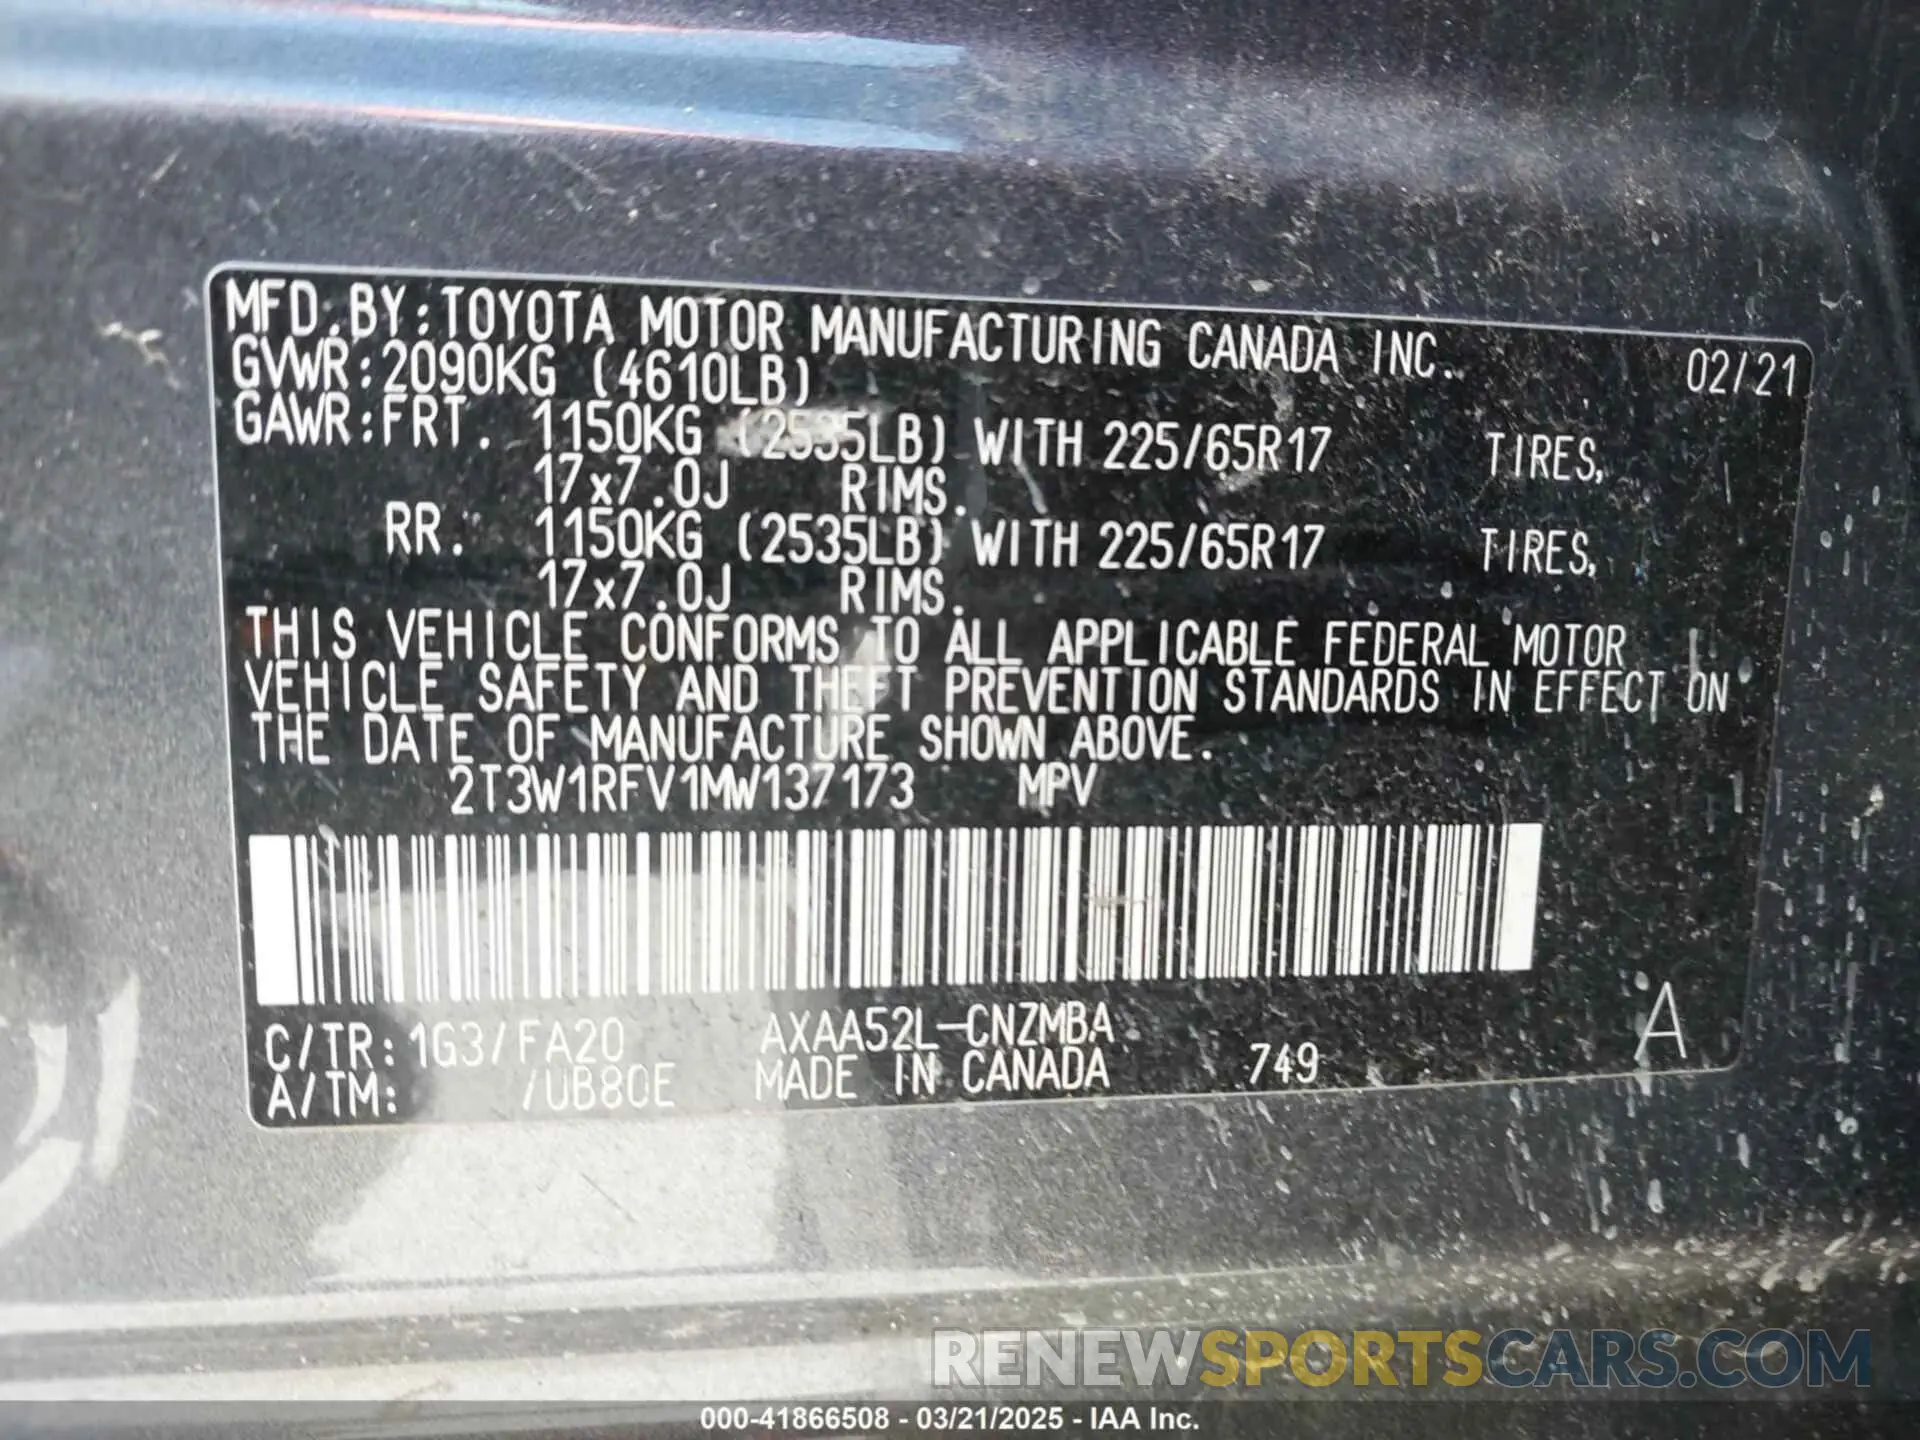 MFD.BY:TOYOTA MOTOR MANUFACTURING CANADA INC. 02/21
GVWR:2090KG (4610LB)
GAWR:FRT. 1150KG (2535LB) WITH 225/65R17 TIRES,
17x7.0J RIMS.
RR. 1150KG (2535LB) WITH 225/65R17 TIRES,
17x7.0J RIMS.
THIS VEHICLE CONFORMS TO ALL APPLICABLE FEDERAL MOTOR
VEHICLE SAFETY AND THEFT PREVENTION STANDARDS IN EFFECT ON
THE DATE OF MANUFACTURE SHOWN ABOVE.
2T3W1RFV1MW137173 MPV
C/TR:1G3/FA20 AXAA52L-CNZMBA A
A/TM: /UB80E MADE IN CANADA 749
RENEWSPORTSCARS.COM
000-41866508 - 03/21/2025 - IAA Inc.